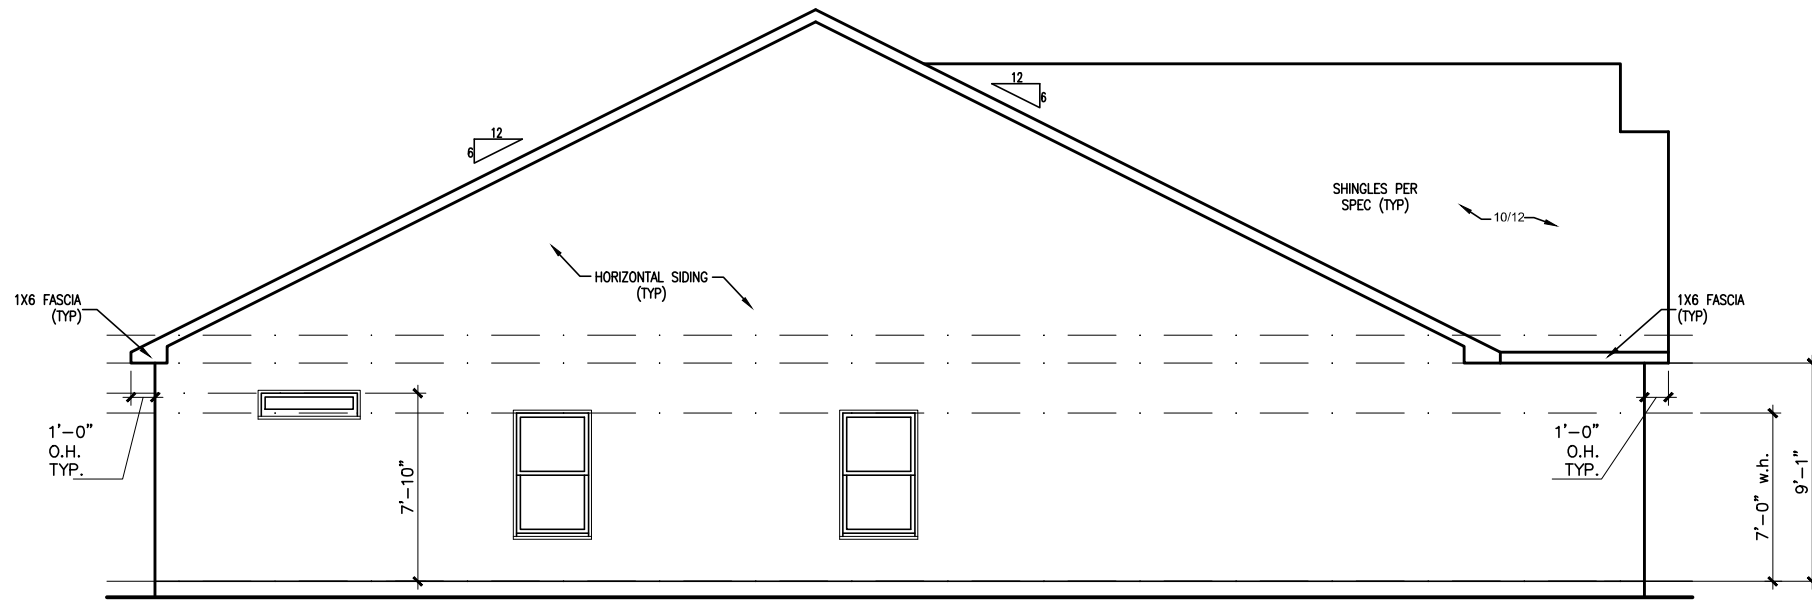 12
6
12
6
SHINGLES PER
SPEC (TYP)
10/12
HORIZONTAL SIDING
(TYP)
1X6 FASCIA
(TYP)
1X6 FASCIA
(TYP)
1'-0"
O.H.
TYP.
7'-10"
1'-0"
O.H.
TYP.
7'-0" w.h.
9'-1"